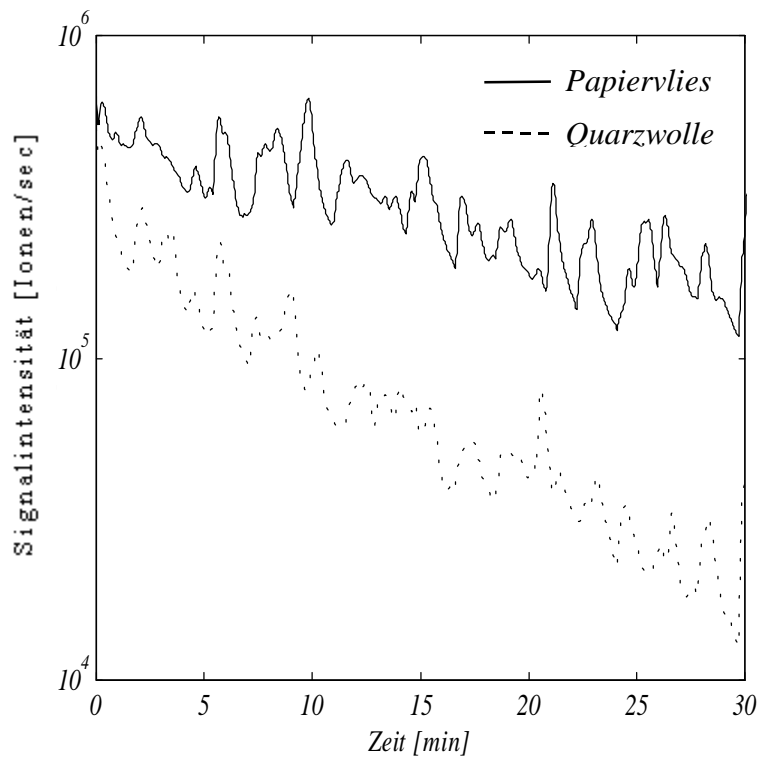 10^6
Papiervlies
Quarzwolle
Signalintensität [Ionen/sec]
10^5
10^4
0 5 10 15 20 25 30
Zeit [min]